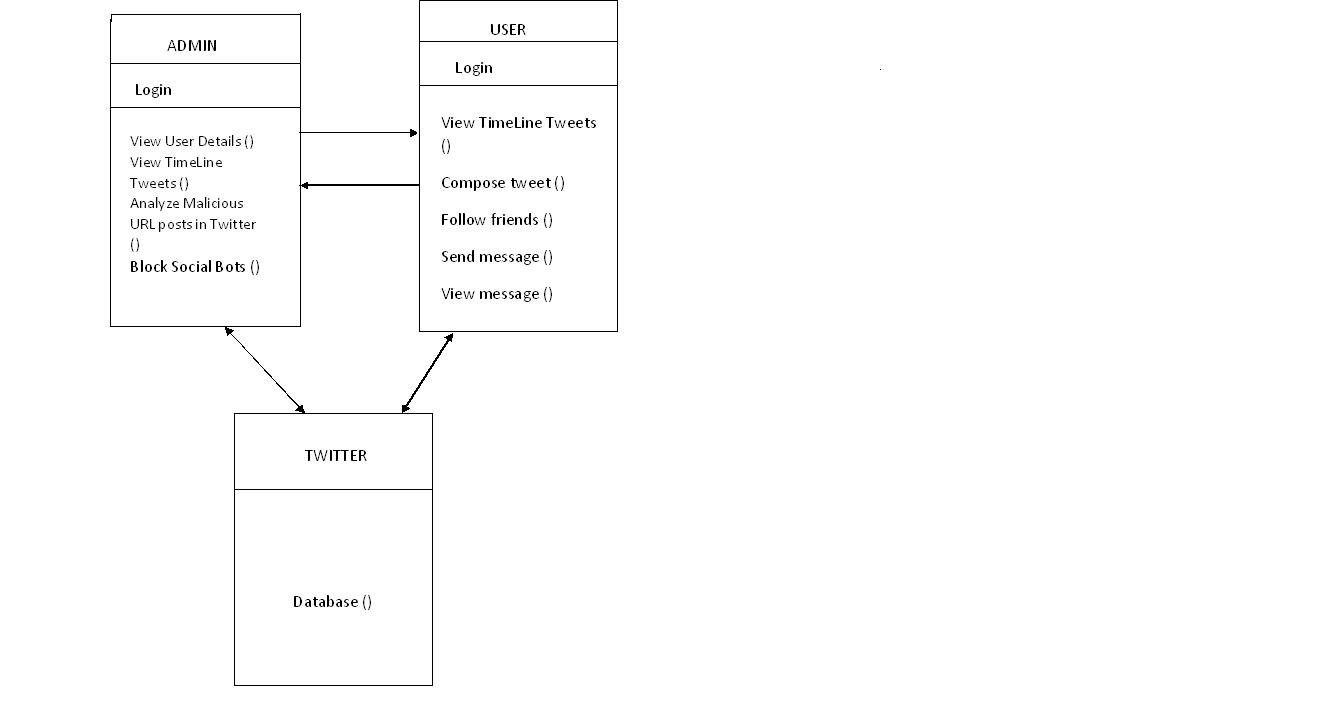 ADMIN
Login
View User Details ()
View TimeLine
Tweets ()
Analyze Malicious
URL posts in Twitter
()
Block Social Bots ()
USER
Login
View TimeLine Tweets
()
Compose tweet ()
Follow friends ()
Send message ()
View message ()
TWITTER
Database ()